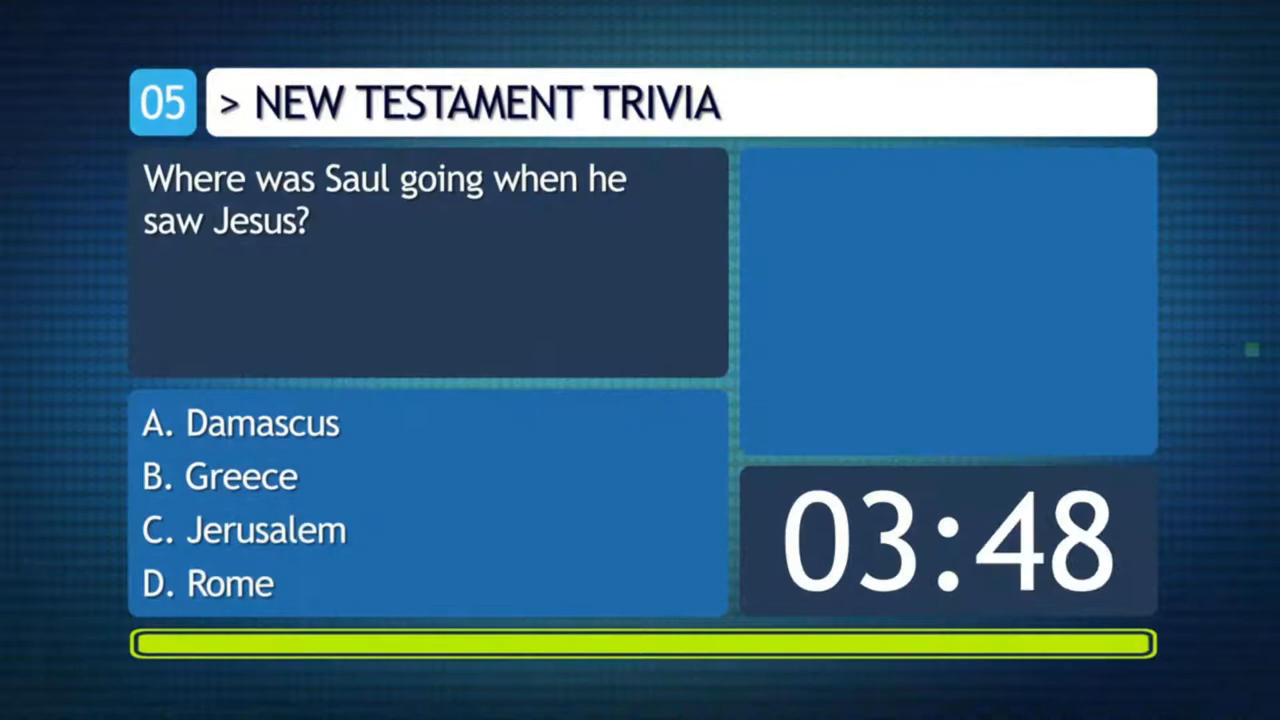 05 > NEW TESTAMENT TRIVIA
Where was Saul going when he
saw Jesus?
A. Damascus
B. Greece
C. Jerusalem
D. Rome
03:48